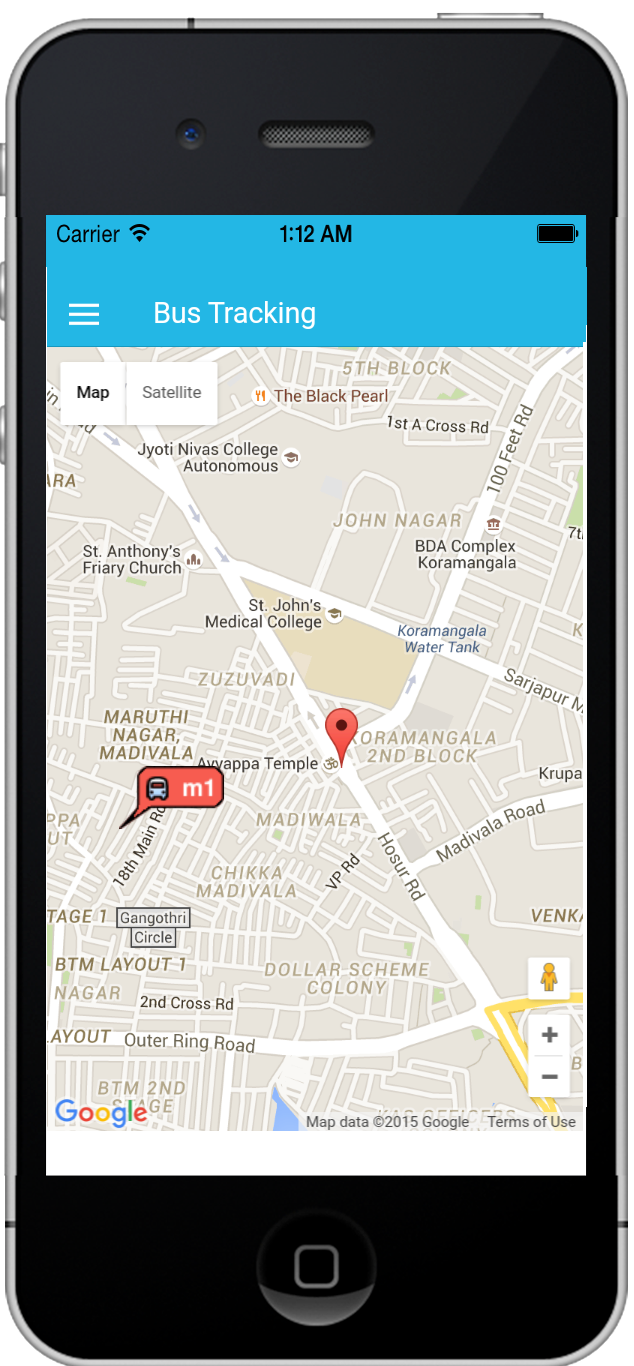 Carrier 1:12 AM
Bus Tracking
5TH BLOCK
Map Satellite
The Black Pearl
1st A Cross Rd
100 Feet Rd
Jyoti Nivas College
Autonomous
ARA
JOHN NAGAR
BDA Complex
Koramangala
St. Anthony's
Friary Church
St. John's
Medical College
Koramangala
Water Tank
Sarjapur M
ZUZUVADI
MARUTHI
NAGAR,
MADIVALA
KORAMANGALA
2ND BLOCK
Ayyappa Temple
Krupa
m1
18th Main Rd
MADIWALA
Madivala Road
Hosur Rd
VP Rd
CHIKKA
MADIVALA
TAGE 1
Gangothri
Circle
VENKA
BTM LAYOUT 1
DOLLAR SCHEME
COLONY
NAGAR
2nd Cross Rd
LAYOUT
Outer Ring Road
BTM 2ND
STAGE
Google
Map data ©2015 Google Terms of Use